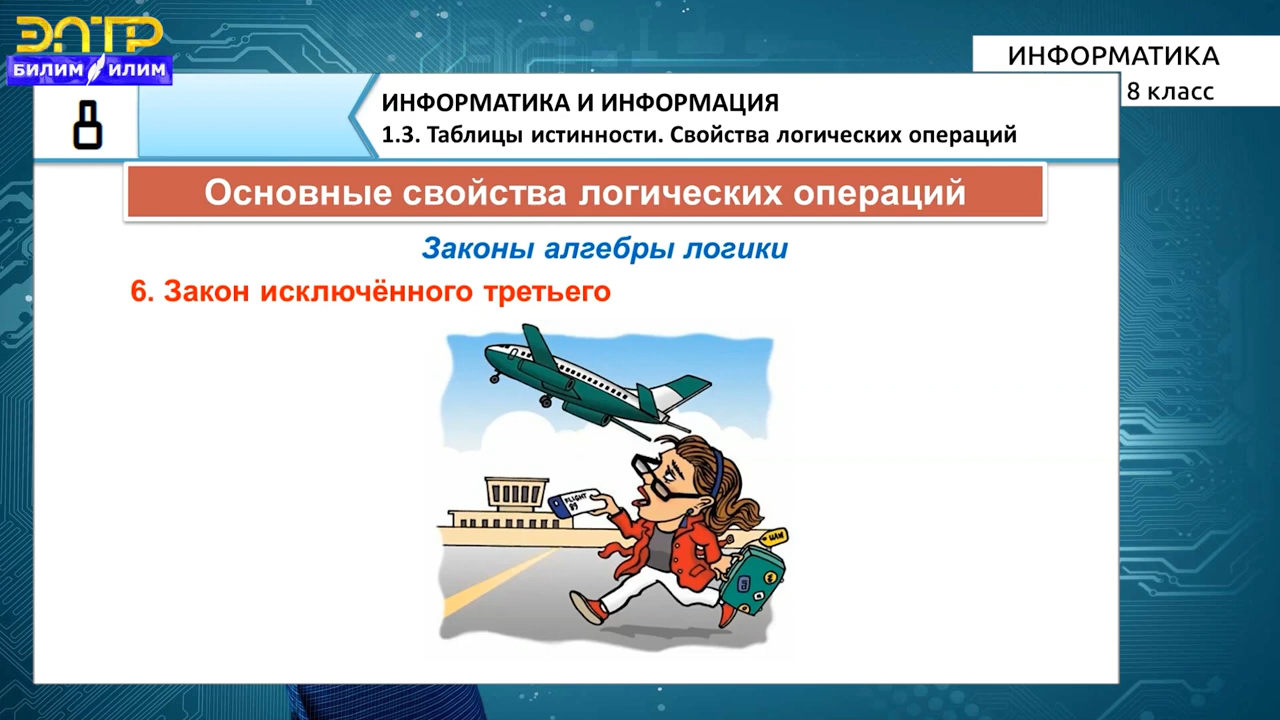 ЭЛТР
БИЛИМ ИЛИМ
ИНФОРМАТИКА
8 класс
8
ИНФОРМАТИКА И ИНФОРМАЦИЯ
1.3. Таблицы истинности. Свойства логических операций
Основные свойства логических операций
Законы алгебры логики
6. Закон исключённого третьего
FLIGHT